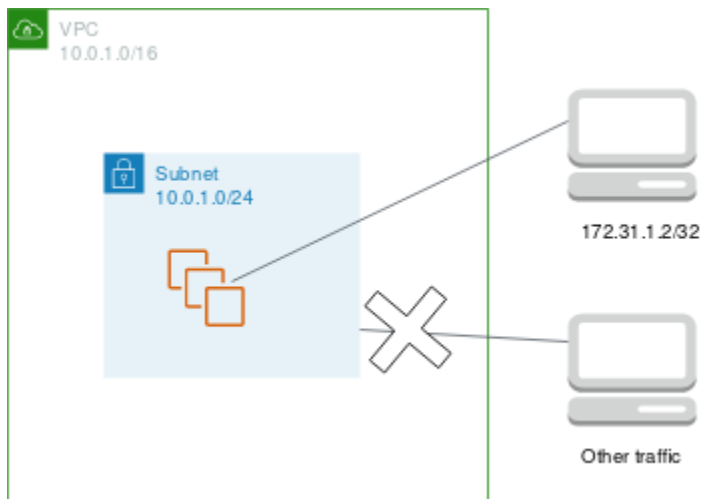 VPC
10.0.1.0/16
Subnet
10.0.1.0/24
172.31.1.2/32
Other traffic